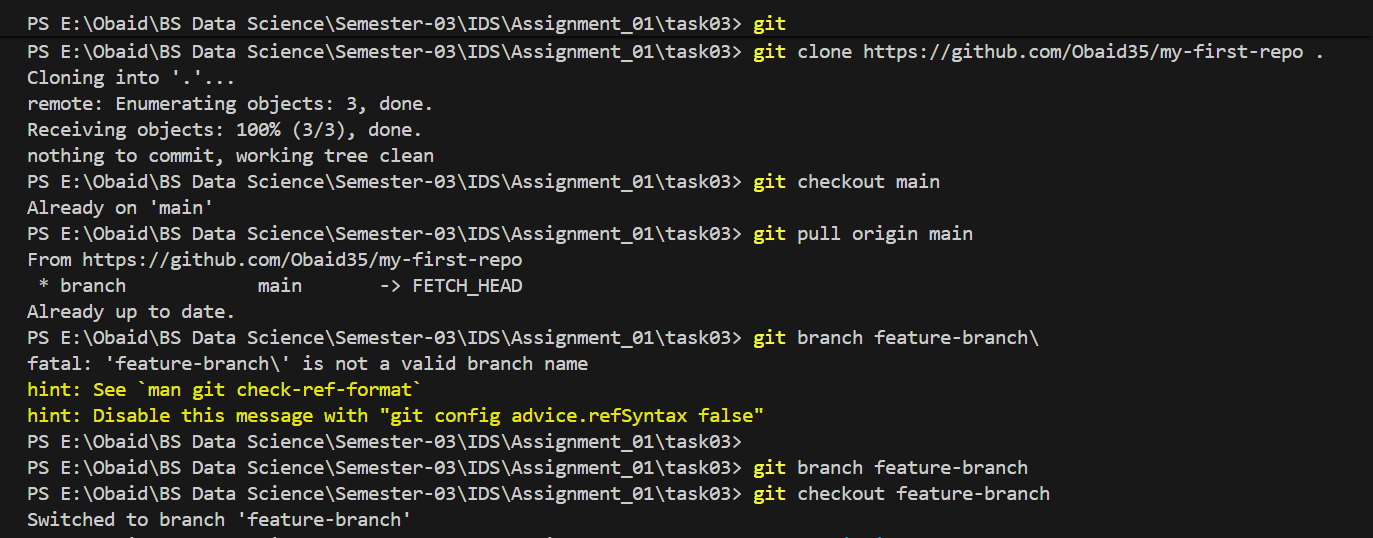 PS E:\Obaid\BS Data Science\Semester-03\IDS\Assignment_01\task03> git
PS E:\Obaid\BS Data Science\Semester-03\IDS\Assignment_01\task03> git clone https://github.com/Obaid35/my-first-repo .
Cloning into '.'...
remote: Enumerating objects: 3, done.
Receiving objects: 100% (3/3), done.
nothing to commit, working tree clean
PS E:\Obaid\BS Data Science\Semester-03\IDS\Assignment_01\task03> git checkout main
Already on 'main'
PS E:\Obaid\BS Data Science\Semester-03\IDS\Assignment_01\task03> git pull origin main
From https://github.com/Obaid35/my-first-repo
 * branch            main       -> FETCH_HEAD
Already up to date.
PS E:\Obaid\BS Data Science\Semester-03\IDS\Assignment_01\task03> git branch feature-branch\
fatal: 'feature-branch\' is not a valid branch name
hint: See `man git check-ref-format`
hint: Disable this message with "git config advice.refSyntax false"
PS E:\Obaid\BS Data Science\Semester-03\IDS\Assignment_01\task03>
PS E:\Obaid\BS Data Science\Semester-03\IDS\Assignment_01\task03> git branch feature-branch
PS E:\Obaid\BS Data Science\Semester-03\IDS\Assignment_01\task03> git checkout feature-branch
Switched to branch 'feature-branch'